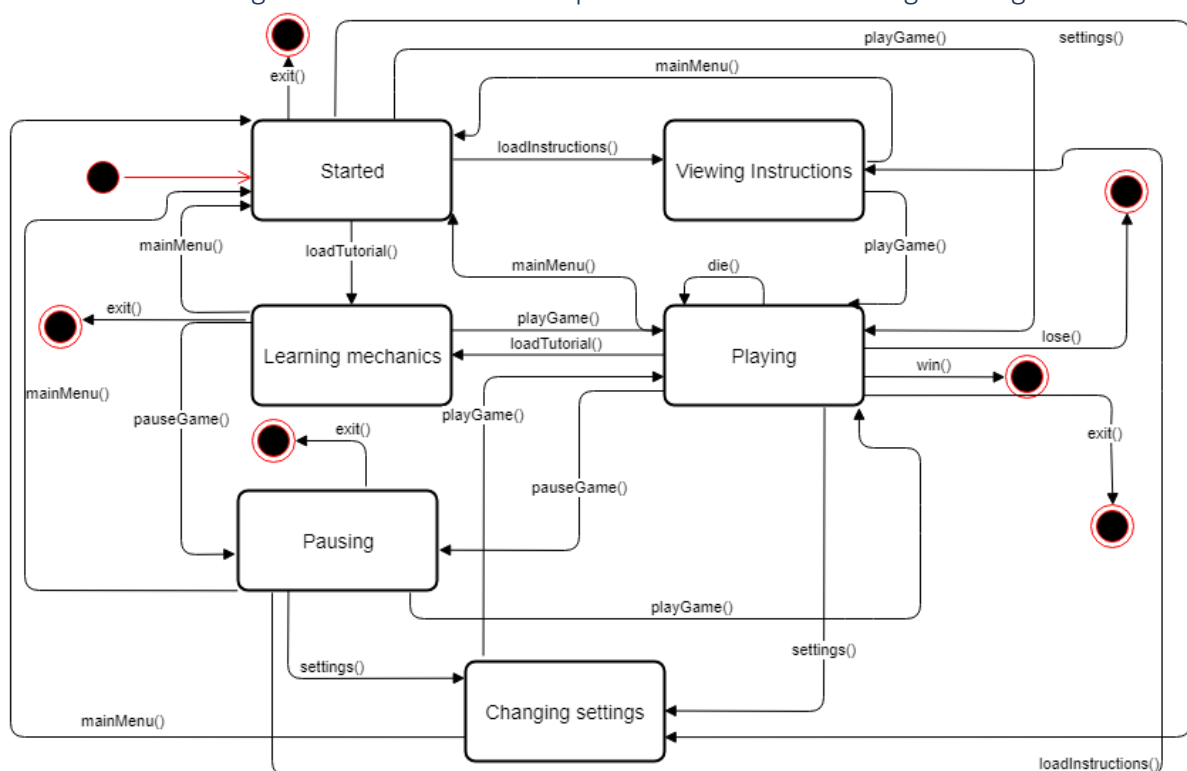 settings()
playGame()
mainMenu()
exit()
loadInstructions()
Started
Viewing Instructions
mainMenu()
loadTutorial()
playGame()
mainMenu()
die()
exit()
playGame()
lose()
loadTutorial()
Learning mechanics
Playing
win()
mainMenu()
pauseGame()
playGame()
exit()
exit()
pauseGame()
Pausing
playGame()
settings()
settings()
Changing settings
mainMenu()
loadInstructions()